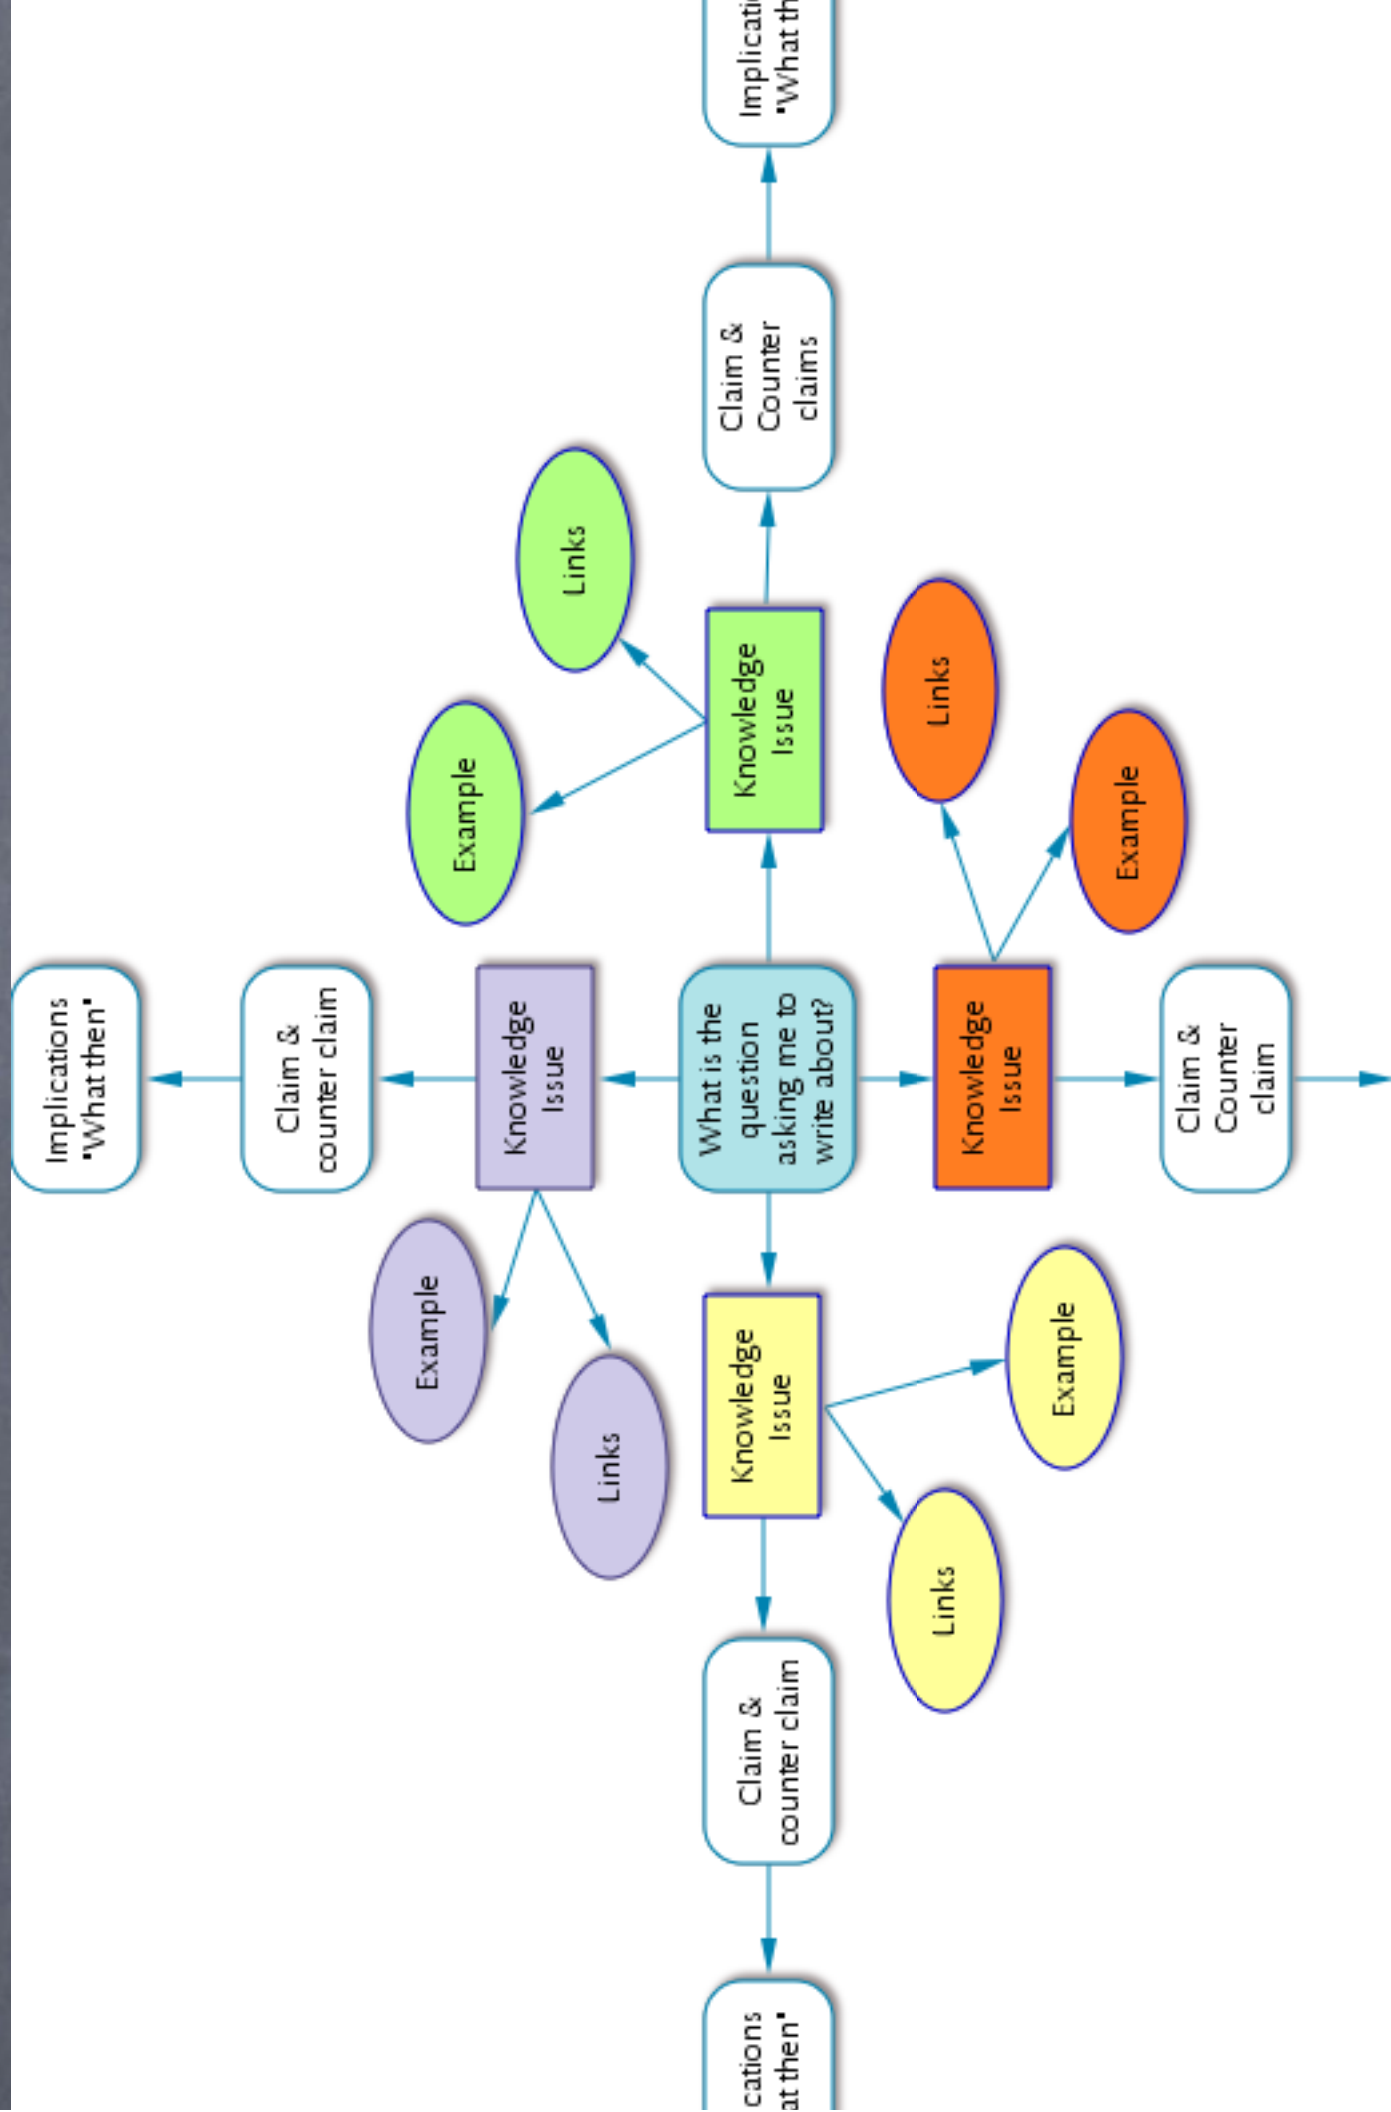 Implications
"What then"
Claim &
counter claim
Example
Example
Knowledge
Issue
Links
Links
cations
at then"
Claim &
counter claim
Knowledge
Issue
What is the
question
asking me to
write about?
Knowledge
Issue
Claim &
Counter
claims
Implicati
"What th
Links
Links
Knowledge
Issue
Example
Example
Claim &
Counter
claim